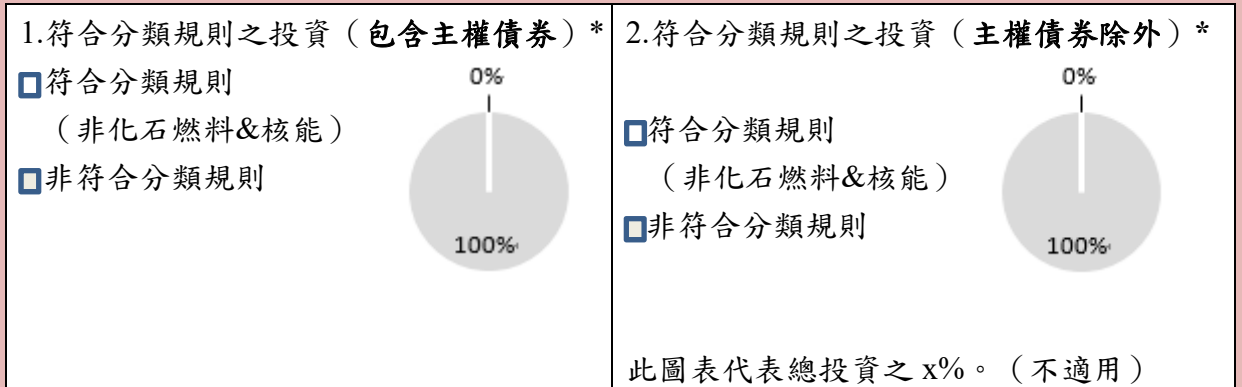 1.符合分類規則之投資（包含主權債券）*
符合分類規則
（非化石燃料&核能）
非符合分類規則
0%
100%
2.符合分類規則之投資（主權債券除外）*
符合分類規則
（非化石燃料&核能）
非符合分類規則
0%
100%
此圖表代表總投資之 x%。（不適用）